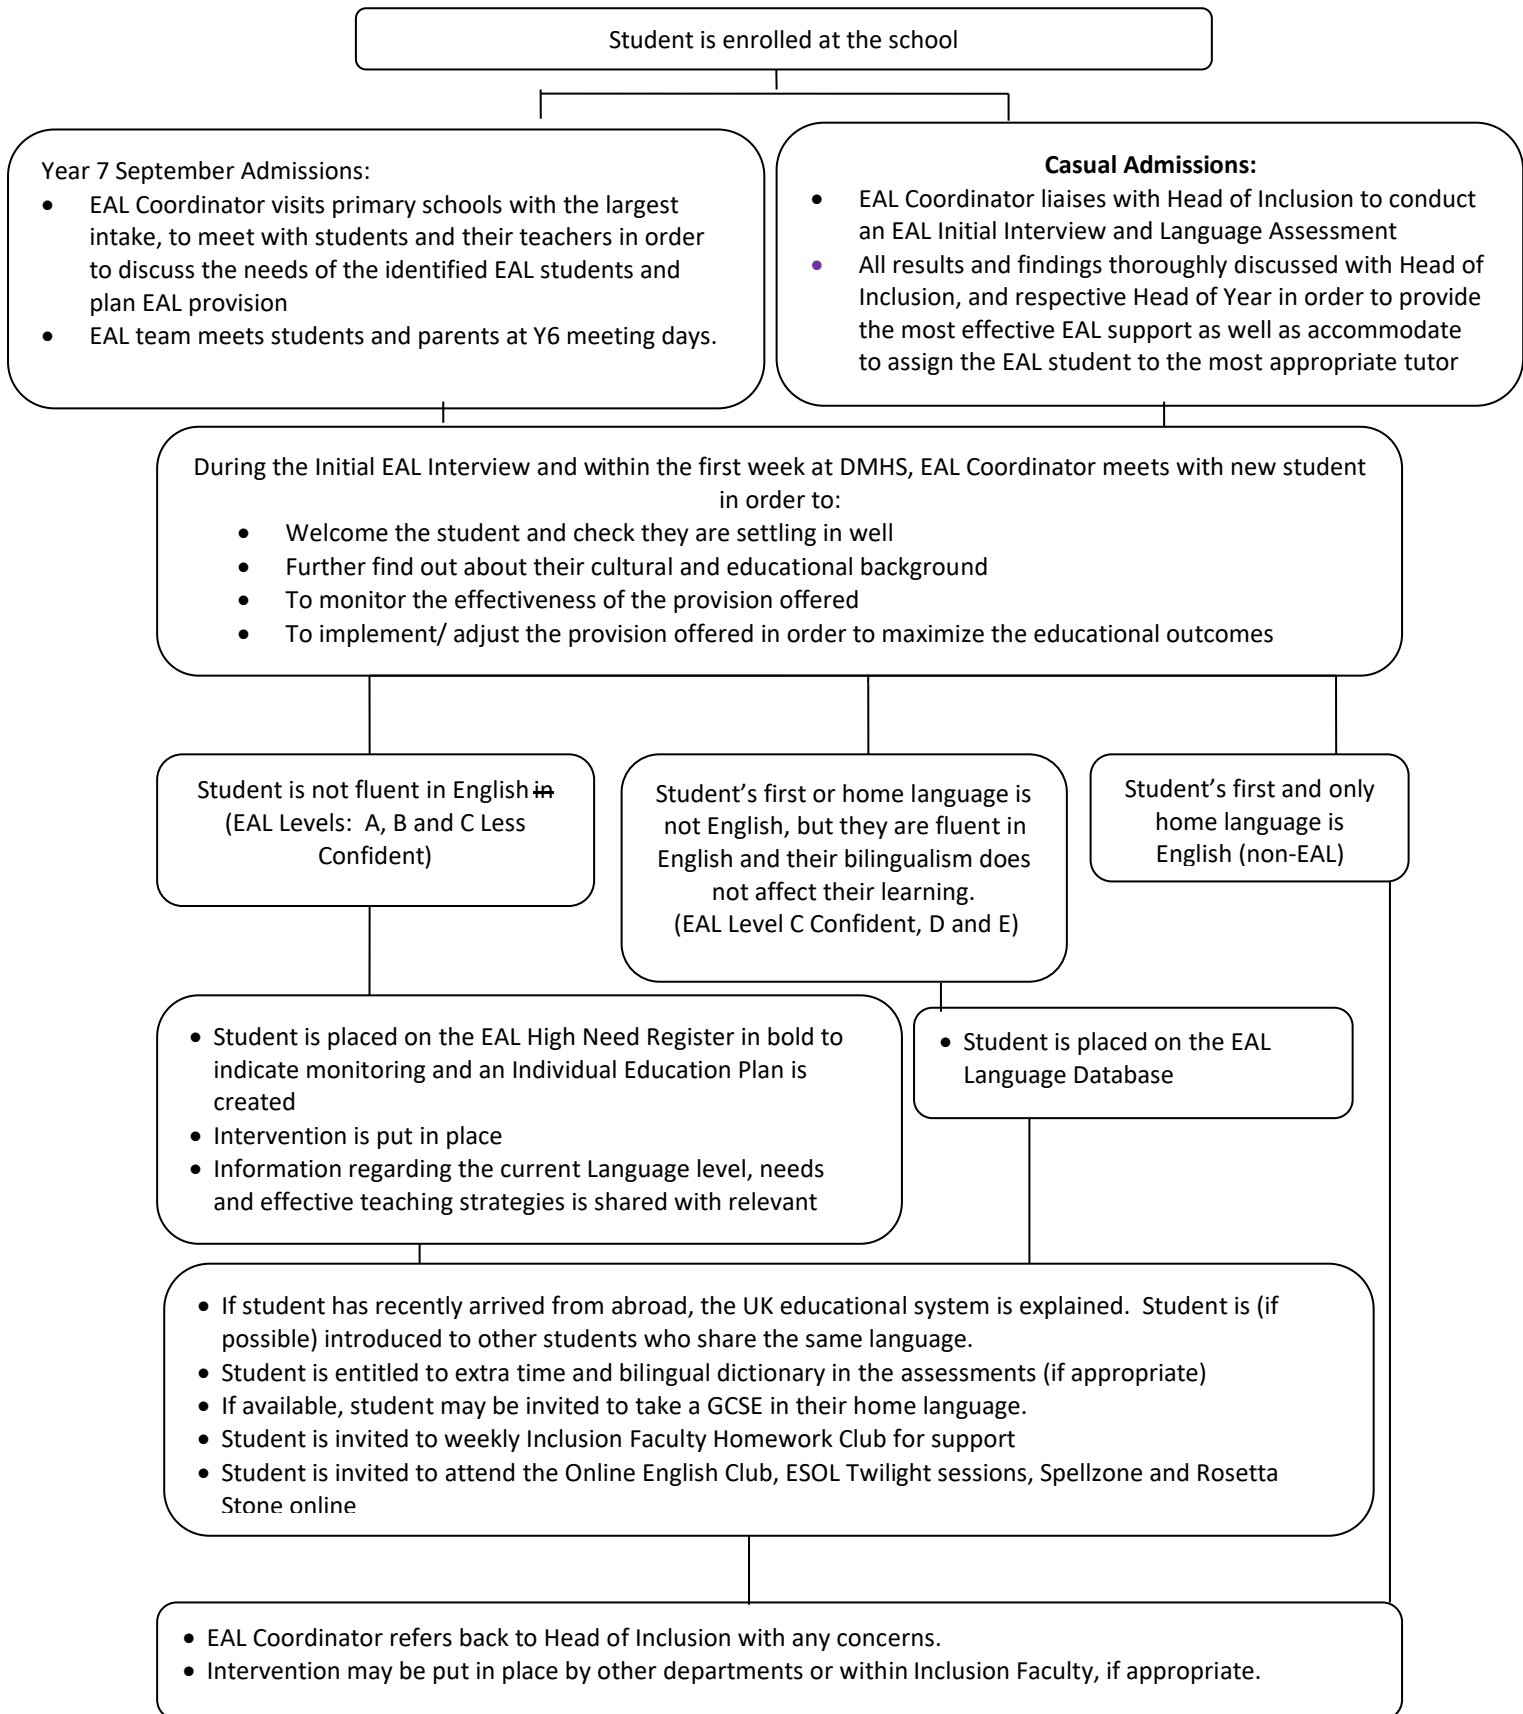 Student is enrolled at the school
Year 7 September Admissions:
• EAL Coordinator visits primary schools with the largest
intake, to meet with students and their teachers in order
to discuss the needs of the identified EAL students and
plan EAL provision
• EAL team meets students and parents at Y6 meeting days.
Casual Admissions:
• EAL Coordinator liaises with Head of Inclusion to conduct
an EAL Initial Interview and Language Assessment
• All results and findings thoroughly discussed with Head of
Inclusion, and respective Head of Year in order to provide
the most effective EAL support as well as accommodate
to assign the EAL student to the most appropriate tutor
During the Initial EAL Interview and within the first week at DMHS, EAL Coordinator meets with new student
in order to:
• Welcome the student and check they are settling in well
• Further find out about their cultural and educational background
• To monitor the effectiveness of the provision offered
• To implement/ adjust the provision offered in order to maximize the educational outcomes
Student is not fluent in English in
(EAL Levels: A, B and C Less
Confident)
Student’s first or home language is
not English, but they are fluent in
English and their bilingualism does
not affect their learning.
(EAL Level C Confident, D and E)
Student’s first and only
home language is
English (non-EAL)
• Student is placed on the EAL High Need Register in bold to
indicate monitoring and an Individual Education Plan is
created
• Intervention is put in place
• Information regarding the current Language level, needs
and effective teaching strategies is shared with relevant
• Student is placed on the EAL
Language Database
• If student has recently arrived from abroad, the UK educational system is explained. Student is (if
possible) introduced to other students who share the same language.
• Student is entitled to extra time and bilingual dictionary in the assessments (if appropriate)
• If available, student may be invited to take a GCSE in their home language.
• Student is invited to weekly Inclusion Faculty Homework Club for support
• Student is invited to attend the Online English Club, ESOL Twilight sessions, Spellzone and Rosetta
Stone online
• EAL Coordinator refers back to Head of Inclusion with any concerns.
• Intervention may be put in place by other departments or within Inclusion Faculty, if appropriate.